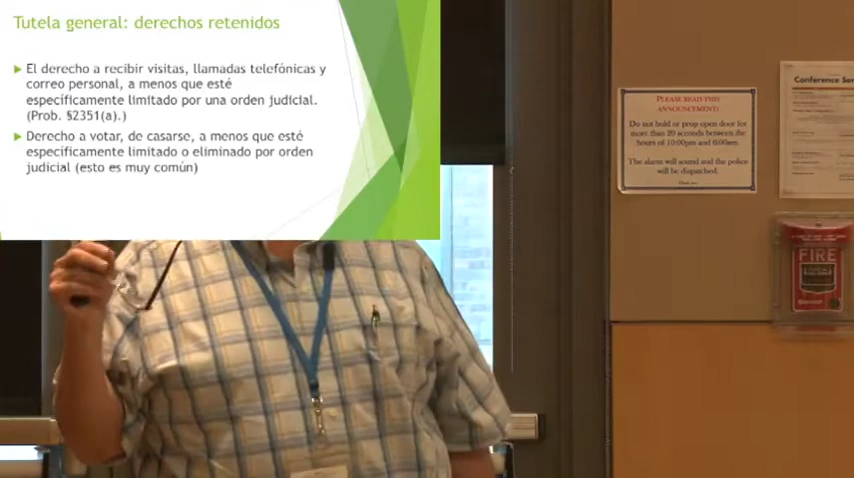 Tutela general: derechos retenidos
El derecho a recibir visitas, llamadas telefónicas y
correo personal, a menos que esté
específicamente limitado por una orden judicial.
(Prob. §2351(a).)
Derecho a votar, de casarse, a menos que esté
específicamente limitado o eliminado por orden
judicial (esto es muy común)
PLEASE READ THIS
ANNOUNCEMENT:
Do not hold or prop open door for
more than 20 seconds between the
hours of 10:00pm and 6:00am
The alarm will sound and the police
will be dispatched.
Conference
FIRE